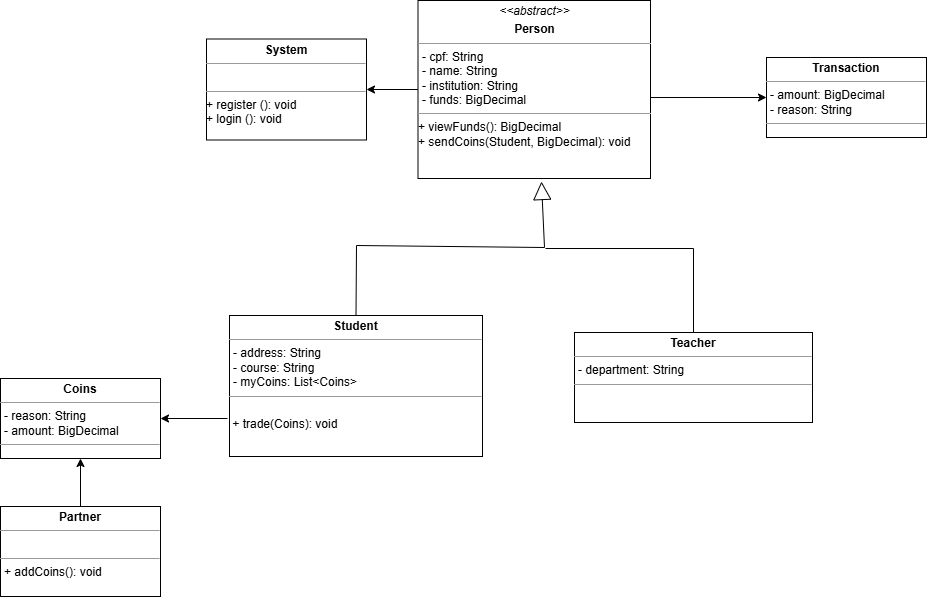 <<abstract>>
Person
- cpf: String
- name: String
- institution: String
- funds: BigDecimal
+ viewFunds(): BigDecimal
+ sendCoins(Student, BigDecimal): void
System
+ register (): void
+ login (): void
Transaction
- amount: BigDecimal
- reason: String
Student
- address: String
- course: String
- myCoins: List<Coins>
+ trade(Coins): void
Teacher
- department: String
Coins
- reason: String
- amount: BigDecimal
Partner
+ addCoins(): void